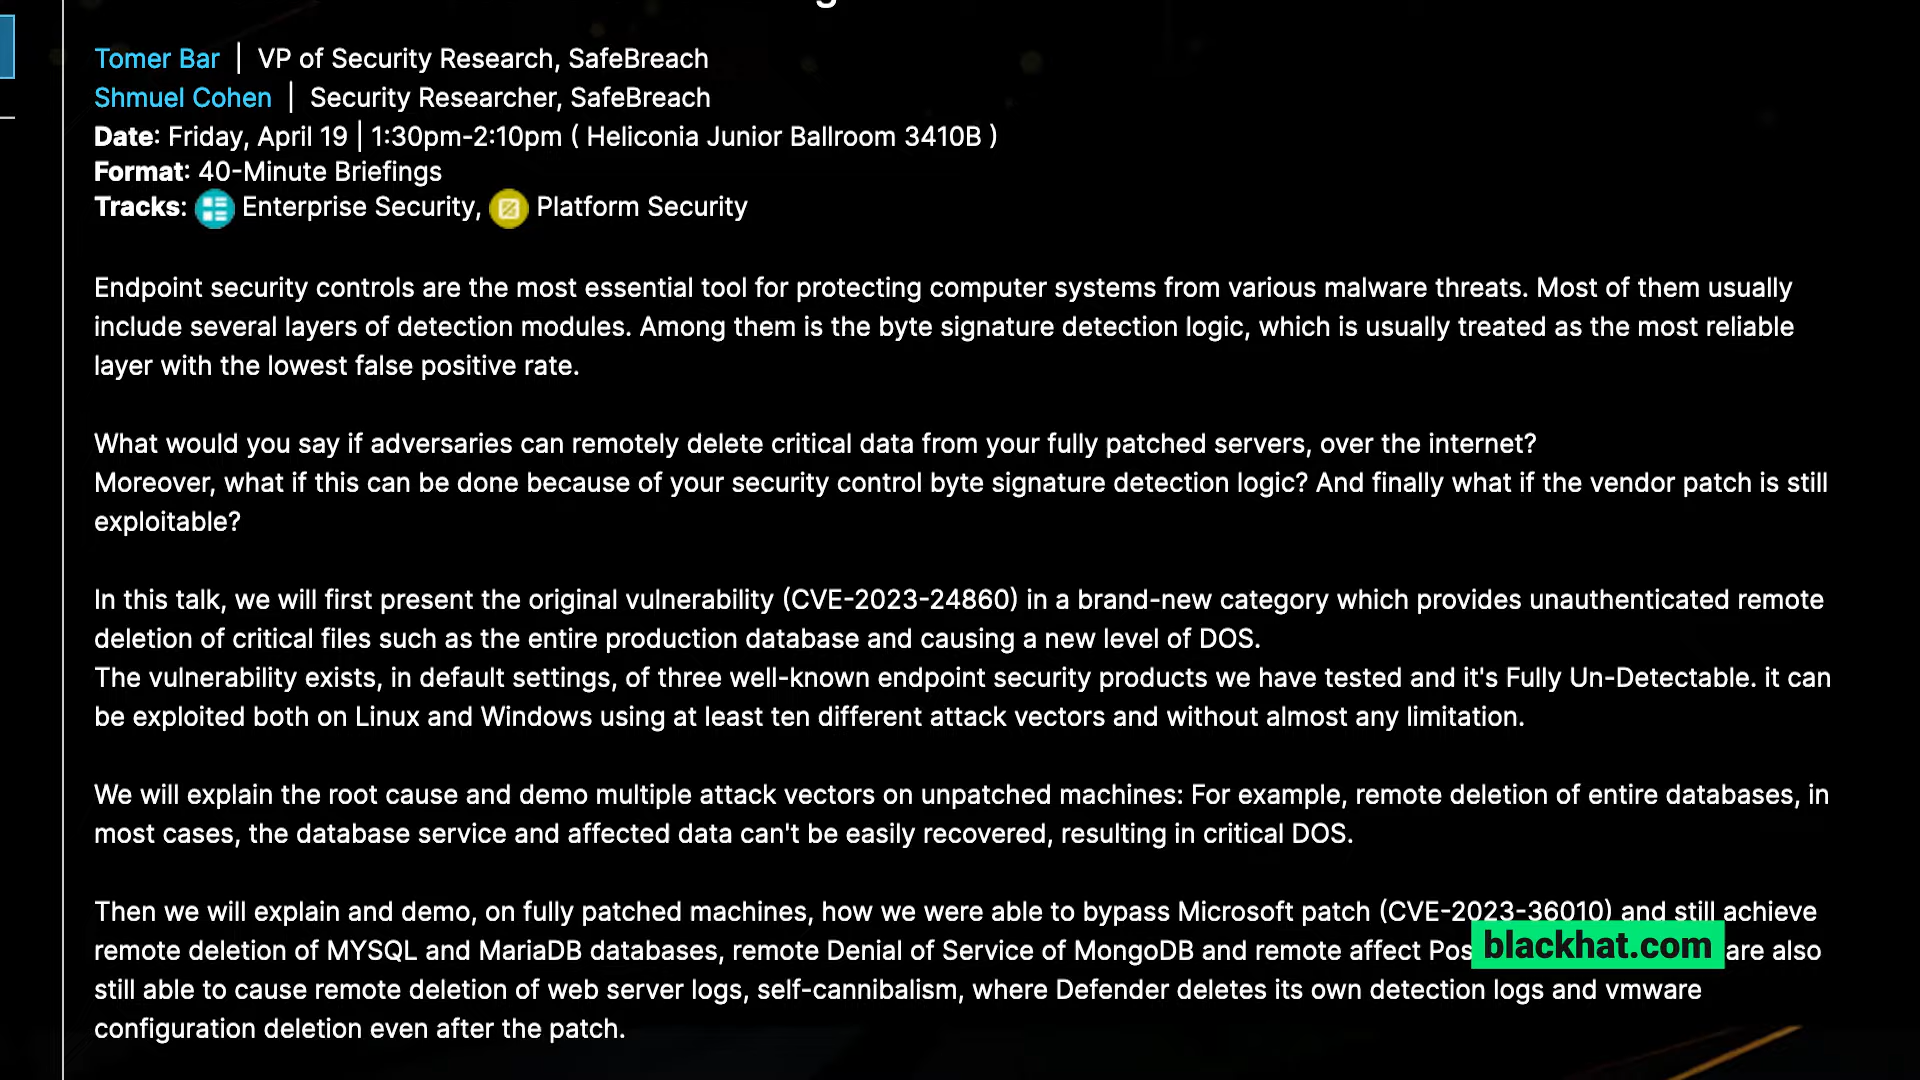 Tomer Bar | VP of Security Research, SafeBreach
Shmuel Cohen | Security Researcher, SafeBreach
Date: Friday, April 19 | 1:30pm-2:10pm ( Heliconia Junior Ballroom 3410B )
Format: 40-Minute Briefings
Tracks: Enterprise Security, Platform Security
Endpoint security controls are the most essential tool for protecting computer systems from various malware threats. Most of them usually
include several layers of detection modules. Among them is the byte signature detection logic, which is usually treated as the most reliable
layer with the lowest false positive rate.
What would you say if adversaries can remotely delete critical data from your fully patched servers, over the internet?
Moreover, what if this can be done because of your security control byte signature detection logic? And finally what if the vendor patch is still
exploitable?
In this talk, we will first present the original vulnerability (CVE-2023-24860) in a brand-new category which provides unauthenticated remote
deletion of critical files such as the entire production database and causing a new level of DOS.
The vulnerability exists, in default settings, of three well-known endpoint security products we have tested and it's Fully Un-Detectable. it can
be exploited both on Linux and Windows using at least ten different attack vectors and without almost any limitation.
We will explain the root cause and demo multiple attack vectors on unpatched machines: For example, remote deletion of entire databases, in
most cases, the database service and affected data can't be easily recovered, resulting in critical DOS.
Then we will explain and demo, on fully patched machines, how we were able to bypass Microsoft patch (CVE-2023-36010) and still achieve
remote deletion of MYSQL and MariaDB databases, remote Denial of Service of MongoDB and remote affect Pos blackhat.com are also
still able to cause remote deletion of web server logs, self-cannibalism, where Defender deletes its own detection logs and vmware
configuration deletion even after the patch.